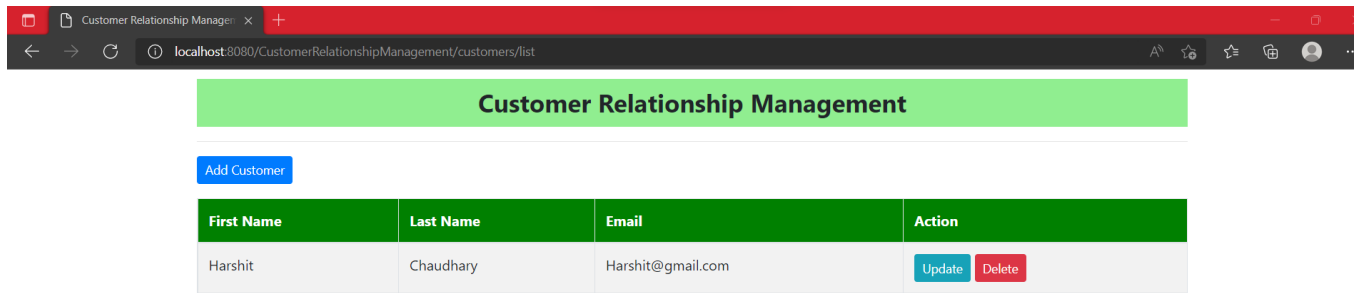 Customer Relationship Managen
localhost:8080/CustomerRelationshipManagement/customers/list
Customer Relationship Management
Add Customer
First Name Last Name Email Action
Harshit Chaudhary Harshit@gmail.com Update Delete